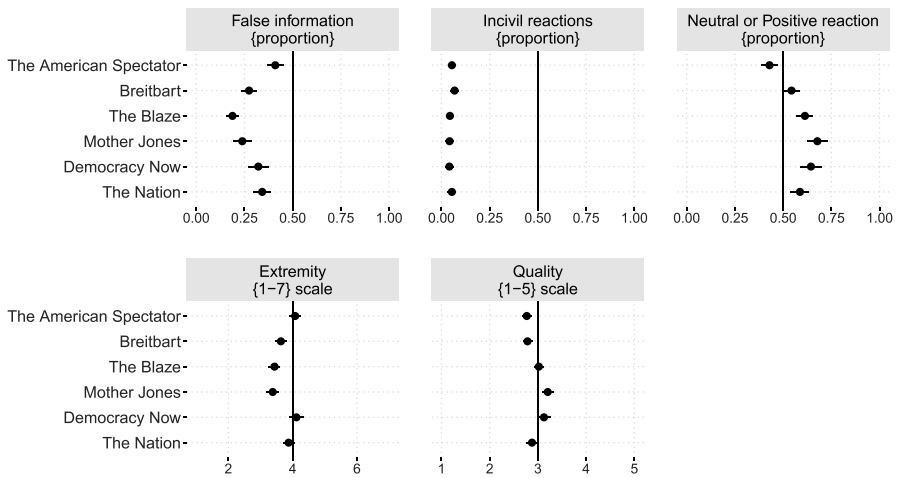 False information
{proportion}
Incivil reactions
{proportion}
Neutral or Positive reaction
{proportion}
The American Spectator
Breitbart
The Blaze
Mother Jones
Democracy Now
The Nation
0.00 0.25 0.50 0.75 1.00
0.00 0.25 0.50 0.75 1.00
0.00 0.25 0.50 0.75 1.00
Extremity
{1−7} scale
Quality
{1−5} scale
The American Spectator
Breitbart
The Blaze
Mother Jones
Democracy Now
The Nation
2 4 6
1 2 3 4 5